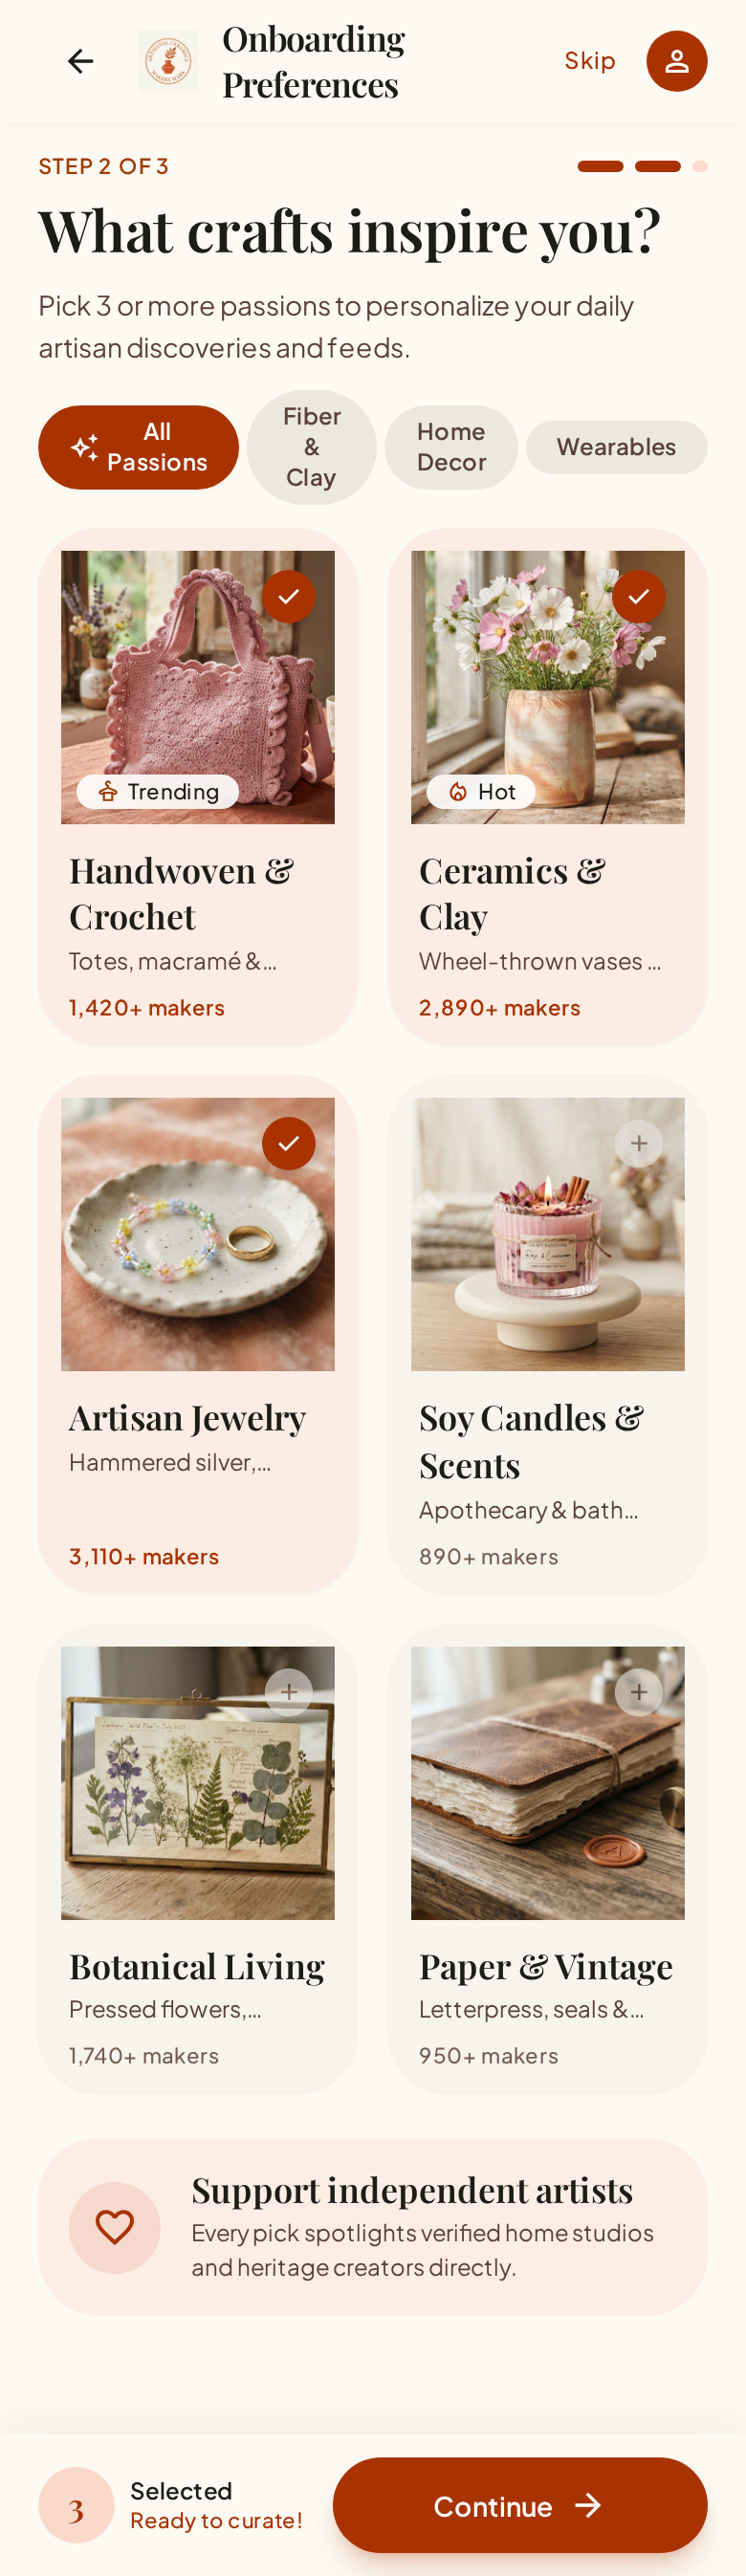 Onboarding
Preferences
Skip
STEP 2 OF 3
What crafts inspire you?
Pick 3 or more passions to personalize your daily
artisan discoveries and feeds.
All
Passions
Fiber
&
Clay
Home
Decor
Wearables
Trending
Hot
Handwoven &
Crochet
Totes, macramé &...
1,420+ makers
Ceramics &
Clay
Wheel-thrown vases ...
2,890+ makers
Artisan Jewelry
Hammered silver,...
3,110+ makers
Soy Candles &
Scents
Apothecary & bath...
890+ makers
Botanical Living
Pressed flowers,...
1,740+ makers
Paper & Vintage
Letterpress, seals &...
950+ makers
Support independent artists
Every pick spotlights verified home studios
and heritage creators directly.
3
Selected
Ready to curate!
Continue